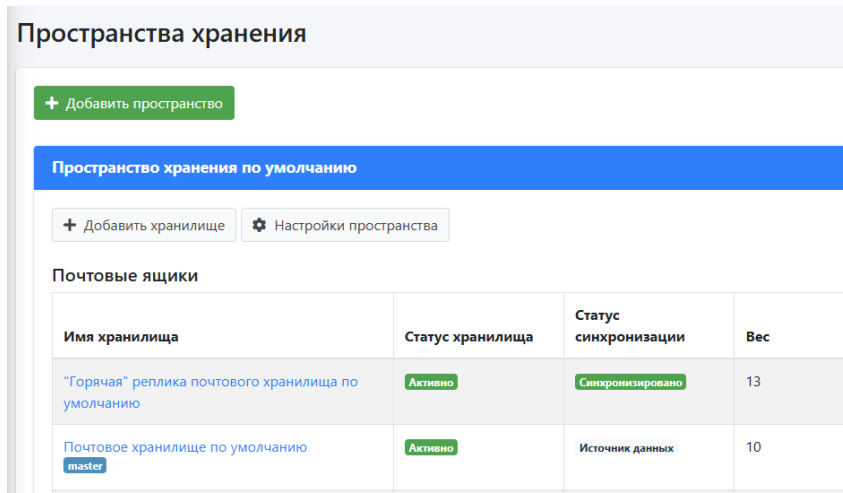 Пространства хранения
Добавить пространство
Пространство хранения по умолчанию
Добавить хранилище Настройки пространства
Почтовые ящики
Имя хранилища Статус хранилища Статус синхронизации Вес
"Горячая" реплика почтового хранилища по
умолчанию
Активно Синхронизировано 13
Почтовое хранилище по умолчанию
master
Активно Источник данных 10